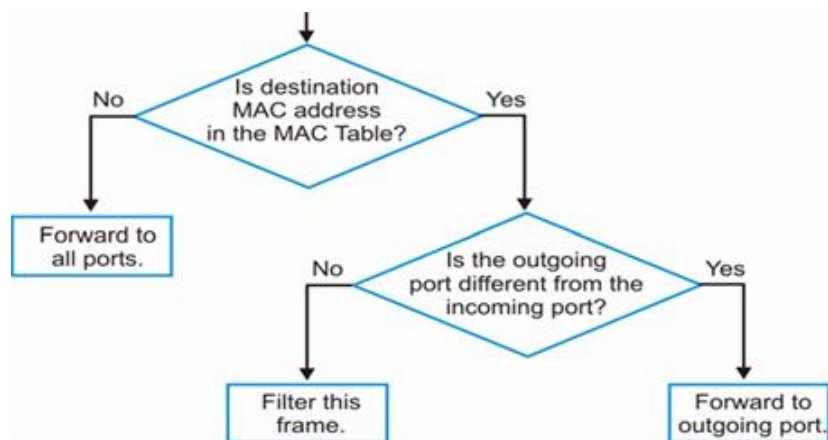 Is destination
MAC address
in the MAC Table?
No
Yes
Forward to
all ports.
Is the outgoing
port different from the
incoming port?
No
Yes
Filter this
frame.
Forward to
outgoing port.